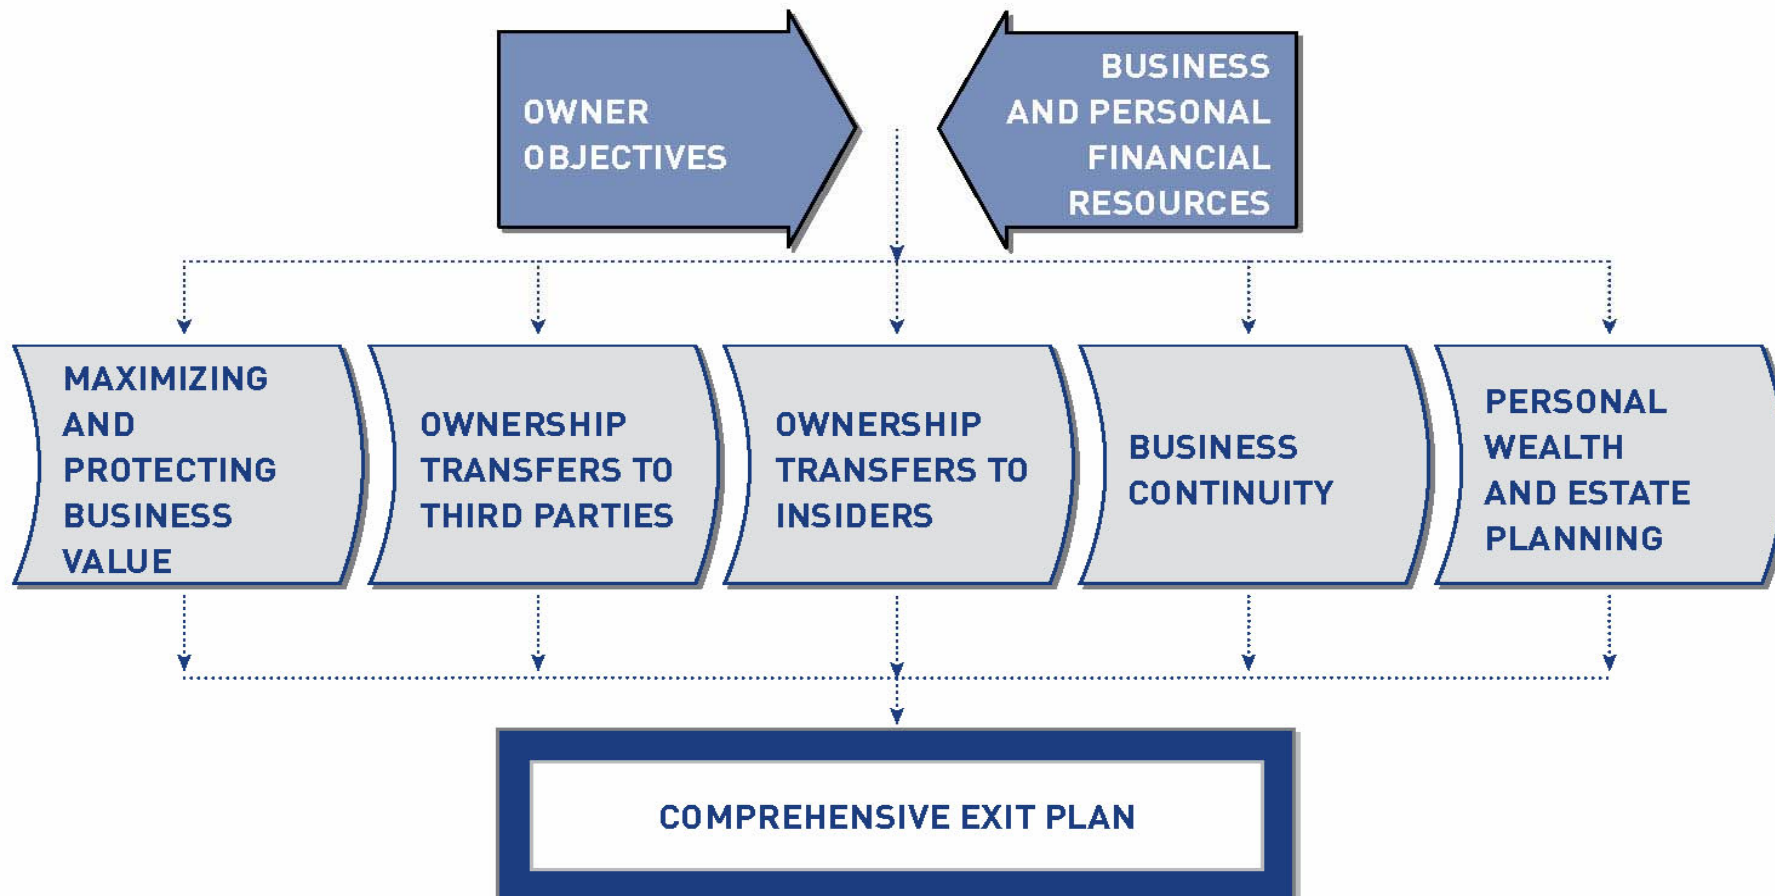 OWNER
OBJECTIVES
BUSINESS
AND PERSONAL
FINANCIAL
RESOURCES
MAXIMIZING
AND
PROTECTING
BUSINESS
VALUE
OWNERSHIP
TRANSFERS TO
THIRD PARTIES
OWNERSHIP
TRANSFERS TO
INSIDERS
BUSINESS
CONTINUITY
PERSONAL
WEALTH
AND ESTATE
PLANNING
COMPREHENSIVE EXIT PLAN